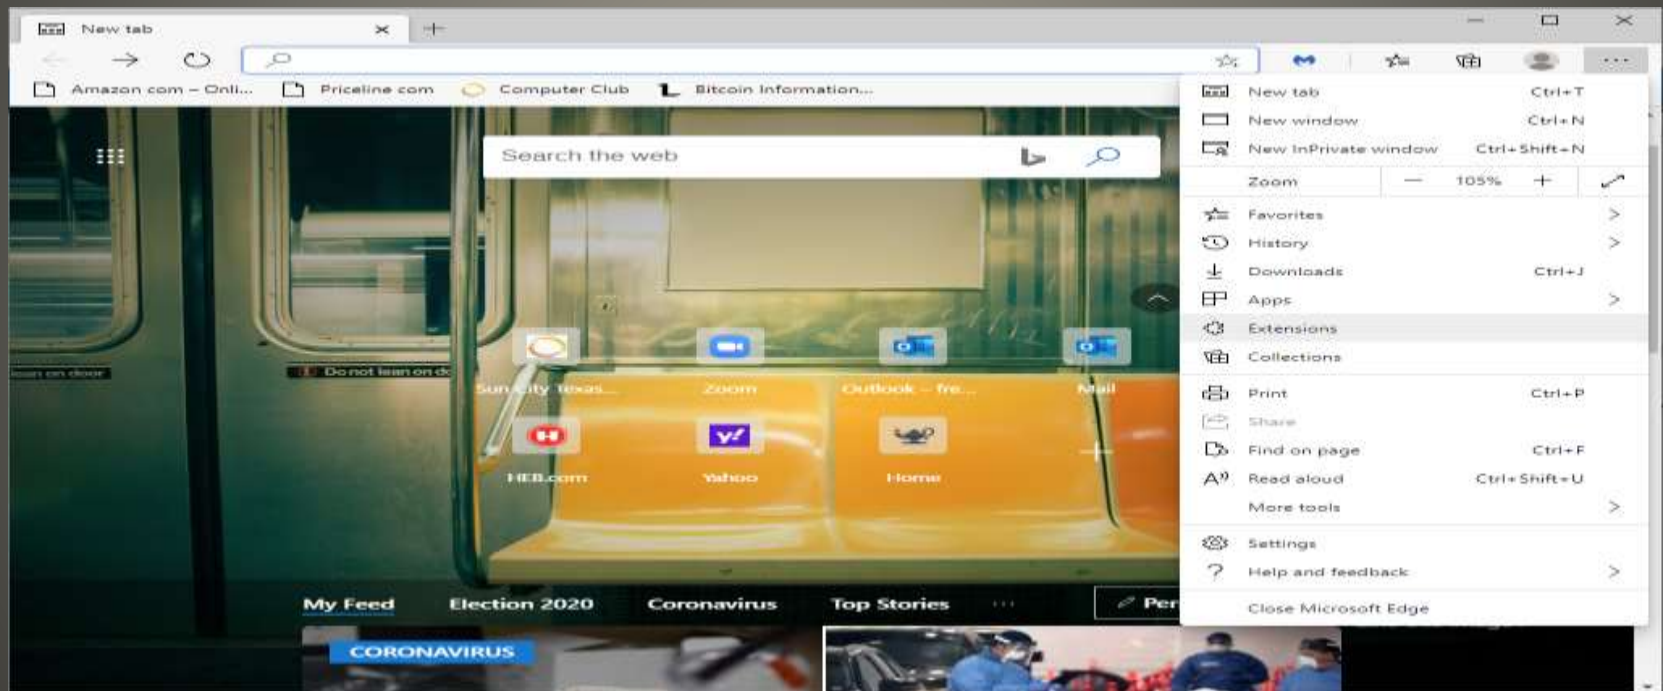 New tab
Amazon.com – Onli...
Priceline com
Computer Club
Bitcoin Information...
Search the web
New tab Ctrl+T
New window Ctrl+N
New InPrivate window Ctrl+Shift+N
Zoom — 105% +
Favorites
History
Downloads Ctrl+J
Apps
Extensions
Collections
Print Ctrl+P
Share
Find on page Ctrl+F
Read aloud Ctrl+Shift+U
More tools
Settings
Help and feedback
Close Microsoft Edge
on door
Do not lean on do
Sun City Texas...
Zoom
Outlook – fre...
Mail
H
y!
HEB.com
Yahoo
Home
My Feed
Election 2020
Coronavirus
Top Stories
...
Per
CORONAVIRUS